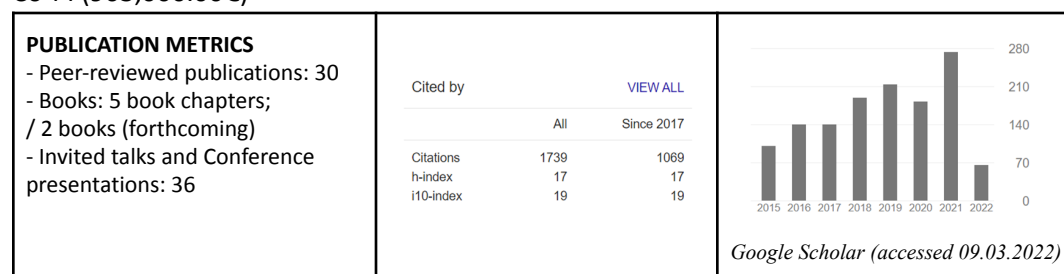 PUBLICATION METRICS
- Peer-reviewed publications: 30
- Books: 5 book chapters;
/ 2 books (forthcoming)
- Invited talks and Conference
presentations: 36
Cited by VIEW ALL
All Since 2017
Citations 1739 1069
h-index 17 17
i10-index 19 19
280
210
140
70
0
2015 2016 2017 2018 2019 2020 2021 2022
Google Scholar (accessed 09.03.2022)